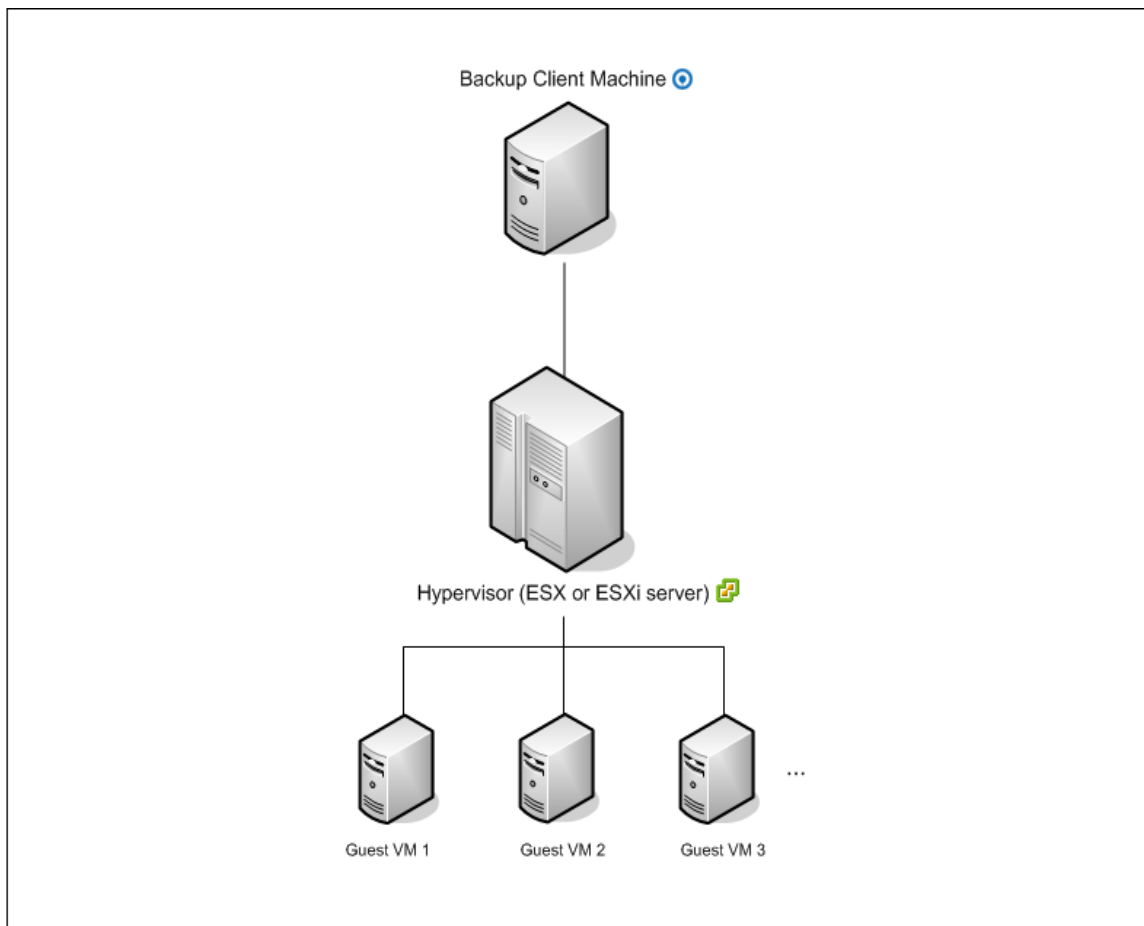 Backup Client Machine
Hypervisor (ESX or ESXi server)
...
Guest VM 1
Guest VM 2
Guest VM 3